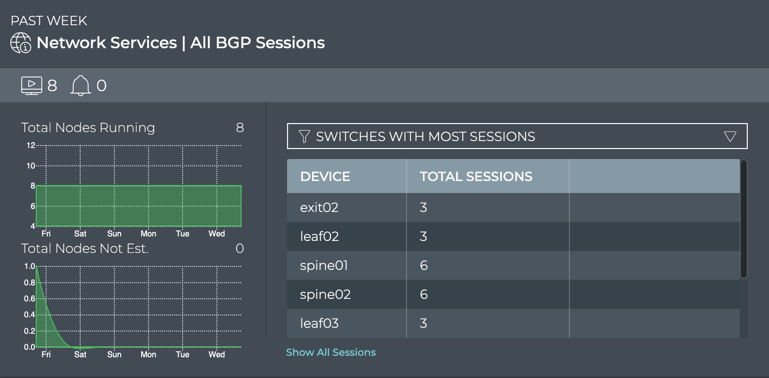 PAST WEEK
Network Services | All BGP Sessions
8 0
Total Nodes Running 8
12
10
8
6
4
Fri Sat Sun Mon Tue Wed
Total Nodes Not Est. 0
1.0
0.8
0.6
0.4
0.2
0.0
Fri Sat Sun Mon Tue Wed
SWITCHES WITH MOST SESSIONS
DEVICE TOTAL SESSIONS
exit02 3
leaf02 3
spine01 6
spine02 6
leaf03 3
Show All Sessions